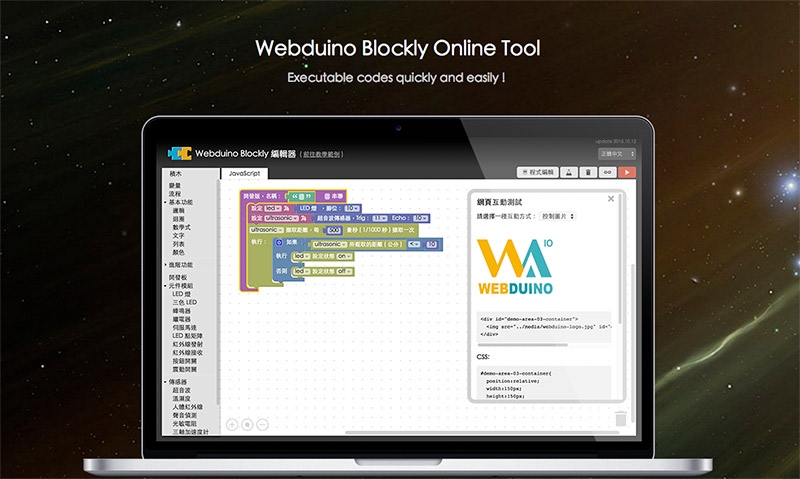 Webduino Blockly Online Tool
Executable codes quickly and easily !
update 2015.10.12
Webduino Blockly 編輯器 ( 前往教學範例 )
正體中文
積木
JavaScript
程式編輯
變量
流程
基本功能
邏輯
迴圈
數學式
文字
列表
顏色
進階功能
開發板
元件模組
LED 燈
三色 LED
蜂鳴器
繼電器
伺服馬達
LED 點矩陣
紅外線發射
紅外線接收
按鈕開關
震動開關
傳感器
超音波
溫濕度
人體紅外線
聲音偵測
光敏電阻
三軸加速度計
開發板，名稱：
串聯
設定 led 為 LED 燈，腳位： 10
設定 ultrasonic 為 超音波傳感器，Trig： 11 Echo： 10
ultrasonic 擷取距離，每 500 毫秒 ( 1/1000 秒 ) 擷取一次
執行： 如果 ultrasonic 所截取的距離（公分） < 10
執行 led 設定狀態 on
否則 led 設定狀態 off
網頁互動測試
請選擇一種互動方式： 控制圖片
WA IO
WEBDUINO
<div id="demo-area-03-container">
<img src="../media/webduino-logo.jpg" id=
</div>
CSS:
#demo-area-03-container{
position:relative;
width:150px;
height:150px;